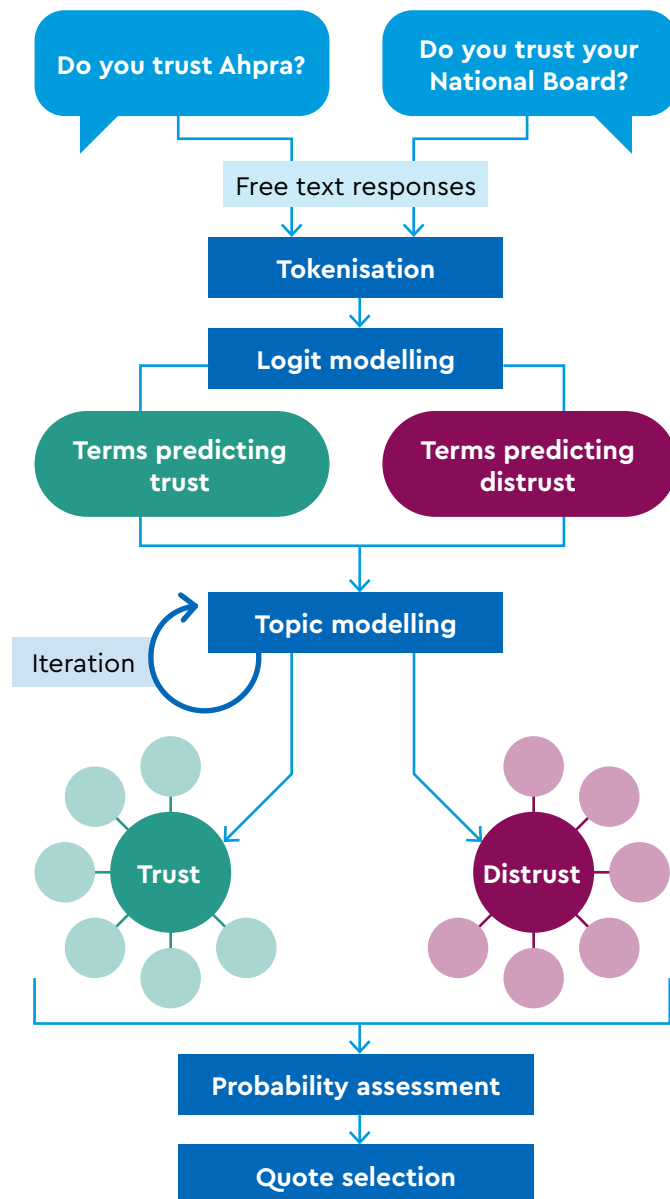 Do you trust Ahpra?
Do you trust your
National Board?
Free text responses
Tokenisation
Logit modelling
Terms predicting
trust
Terms predicting
distrust
Topic modelling
Iteration
Trust
Distrust
Probability assessment
Quote selection